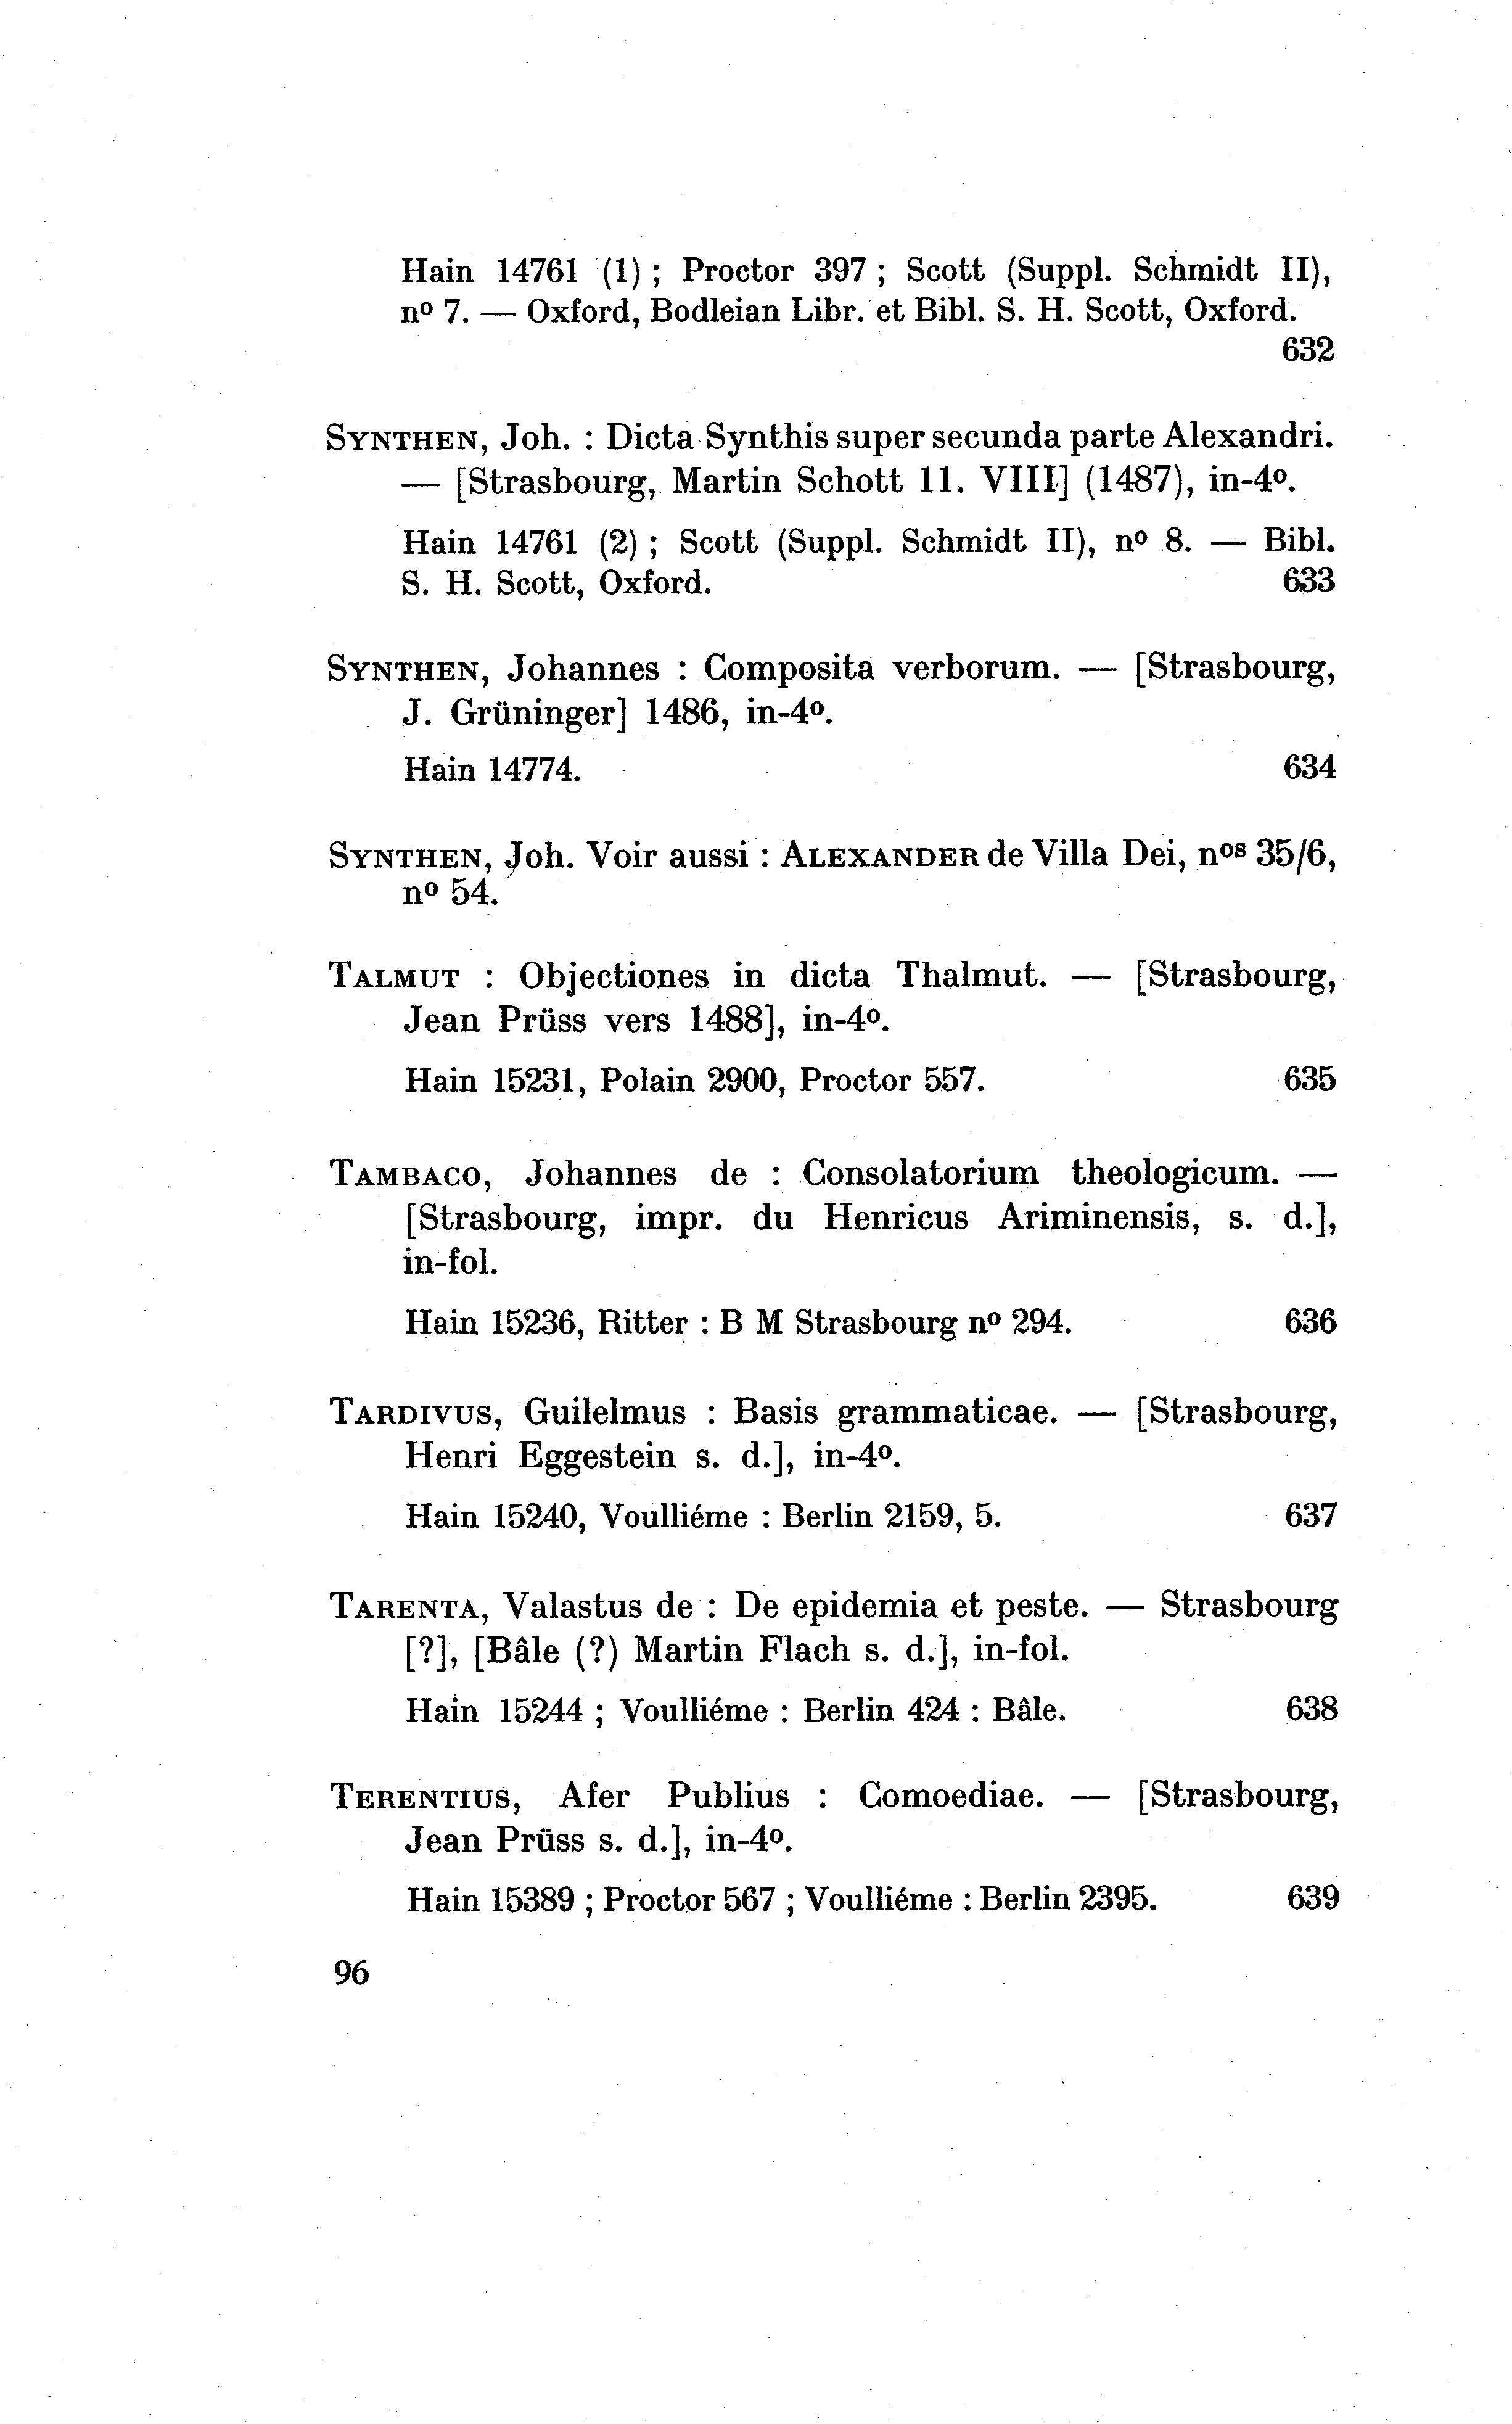 Hain 14761 (1) ; Proctor 397 ; Scott (Suppl. Schmidt II),
nº 7. — Oxford, Bodleian Libr. et Bibl. S. H. Scott, Oxford.
632
SYNTHEN, Joh. : Dicta Synthis super secunda parte Alexandri.
— [Strasbourg, Martin Schott 11. VIII] (1487), in-4º.
Hain 14761 (2) ; Scott (Suppl. Schmidt II), nº 8. — Bibl.
S. H. Scott, Oxford. 633
SYNTHEN, Johannes : Composita verborum. — [Strasbourg,
J. Grüninger] 1486, in-4º.
Hain 14774. 634
SYNTHEN, Joh. Voir aussi : ALEXANDER de Villa Dei, nºˢ 35/6,
nº 54.
TALMUT : Objectiones in dicta Thalmut. — [Strasbourg,
Jean Prüss vers 1488], in-4º.
Hain 15231, Polain 2900, Proctor 557. 635
TAMBACO, Johannes de : Consolatorium theologicum. —
[Strasbourg, impr. du Henricus Ariminensis, s. d.],
in-fol.
Hain 15236, Ritter : B M Strasbourg nº 294. 636
TARDIVUS, Guilelmus : Basis grammaticae. — [Strasbourg,
Henri Eggestein s. d.], in-4º.
Hain 15240, Voulliéme : Berlin 2159, 5. 637
TARENTA, Valastus de : De epidemia et peste. — Strasbourg
[?], [Bâle (?) Martin Flach s. d.], in-fol.
Hain 15244 ; Voulliéme : Berlin 424 : Bâle. 638
TERENTIUS, Afer Publius : Comoediae. — [Strasbourg,
Jean Prüss s. d.], in-4º.
Hain 15389 ; Proctor 567 ; Voulliéme : Berlin 2395. 639
96